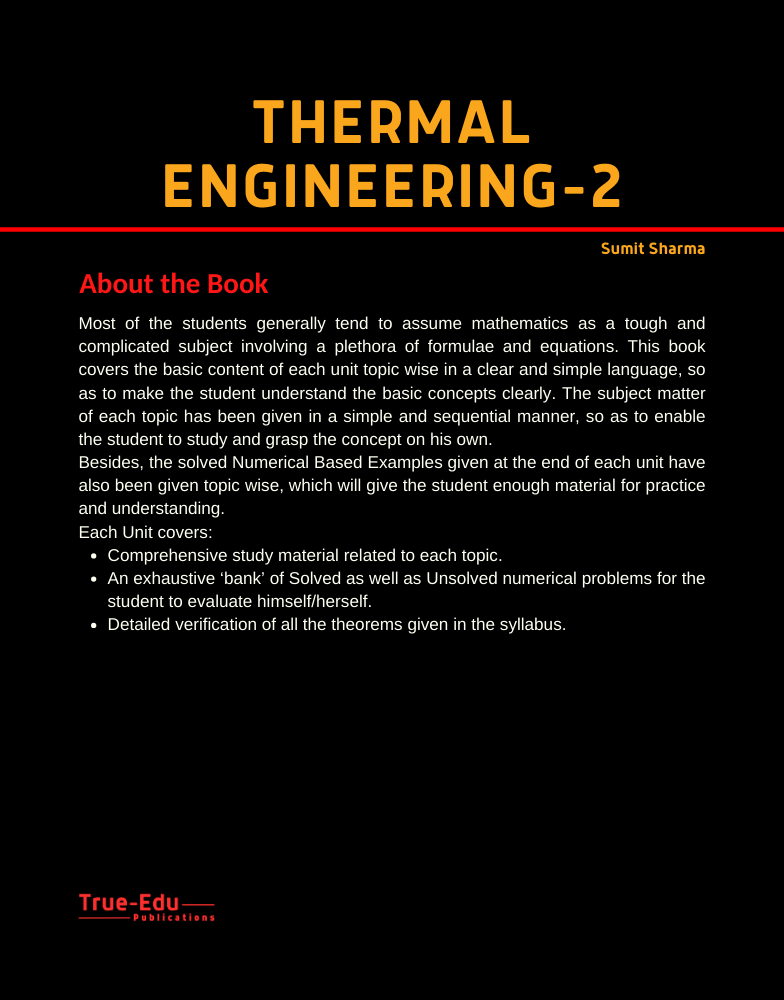 THERMAL
ENGINEERING-2
Sumit Sharma
About the Book
Most of the students generally tend to assume mathematics as a tough and
complicated subject involving a plethora of formulae and equations. This book
covers the basic content of each unit topic wise in a clear and simple language, so
as to make the student understand the basic concepts clearly. The subject matter
of each topic has been given in a simple and sequential manner, so as to enable
the student to study and grasp the concept on his own.
Besides, the solved Numerical Based Examples given at the end of each unit have
also been given topic wise, which will give the student enough material for practice
and understanding.
Each Unit covers:
• Comprehensive study material related to each topic.
• An exhaustive ‘bank’ of Solved as well as Unsolved numerical problems for the
student to evaluate himself/herself.
• Detailed verification of all the theorems given in the syllabus.
True-Edu
Publications